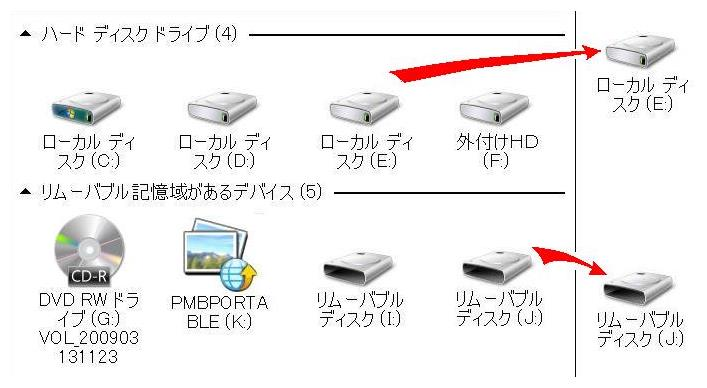 ハード ディスク ドライブ (4)
ローカル ディ
スク (E:)
ローカル ディ
スク (C:)
ローカル ディ
スク (D:)
ローカル ディ
スク (E:)
外付けHD
(F:)
リムーバブル記憶域があるデバイス (5)
CD-R
DVD RW ドラ
イブ (G:)
VOL_200903
131123
PMBPORTA
BLE (K:)
リムーバブル
ディスク (I:)
リムーバブル
ディスク (J:)
リムーバブル
ディスク (J:)